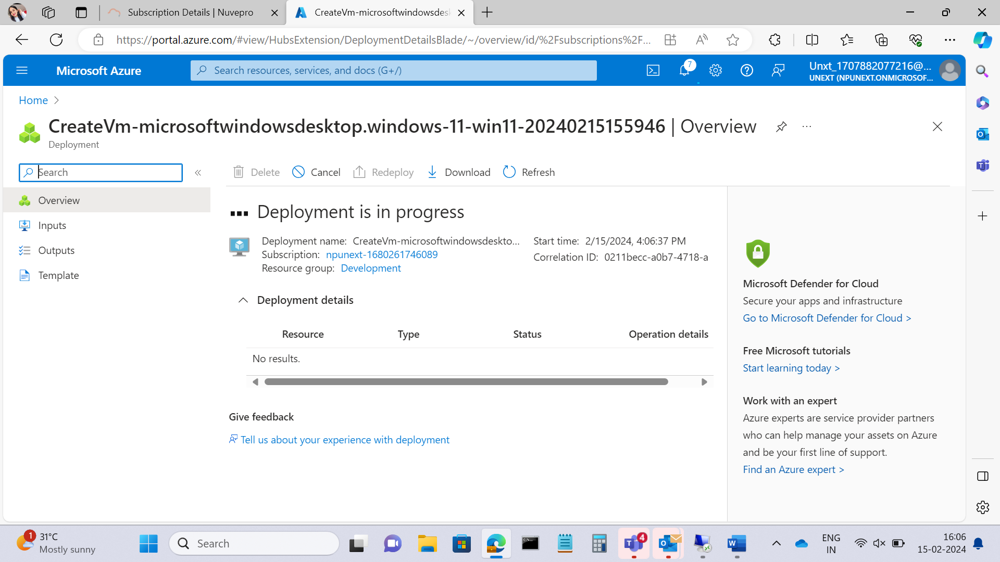 Subscription Details | Nuvepro
CreateVm-microsoftwindowsdesk
https://portal.azure.com/#view/HubsExtension/DeploymentDetailsBlade/~/overview/id/%2Fsubscriptions%2F...
Microsoft Azure
Search resources, services, and docs (G+/)
7
Unxt_1707882077216@...
UNEXT (NPUNEXT.ONMICROSOF...
Home
CreateVm-microsoftwindowsdesktop.windows-11-win11-20240215155946 | Overview
Deployment
Search
Delete
Cancel
Redeploy
Download
Refresh
Overview
Inputs
Outputs
Template
Deployment is in progress
Deployment name: CreateVm-microsoftwindowsdeskto...
Subscription: npunext-1680261746089
Resource group: Development
Start time: 2/15/2024, 4:06:37 PM
Correlation ID: 0211becc-a0b7-4718-a
Deployment details
Resource Type Status Operation details
No results.
Give feedback
Tell us about your experience with deployment
Microsoft Defender for Cloud
Secure your apps and infrastructure
Go to Microsoft Defender for Cloud >
Free Microsoft tutorials
Start learning today >
Work with an expert
Azure experts are service provider partners
who can help manage your assets on Azure
and be your first line of support.
Find an Azure expert >
1
31°C
Mostly sunny
Search
4
ENG
IN
16:06
15-02-2024